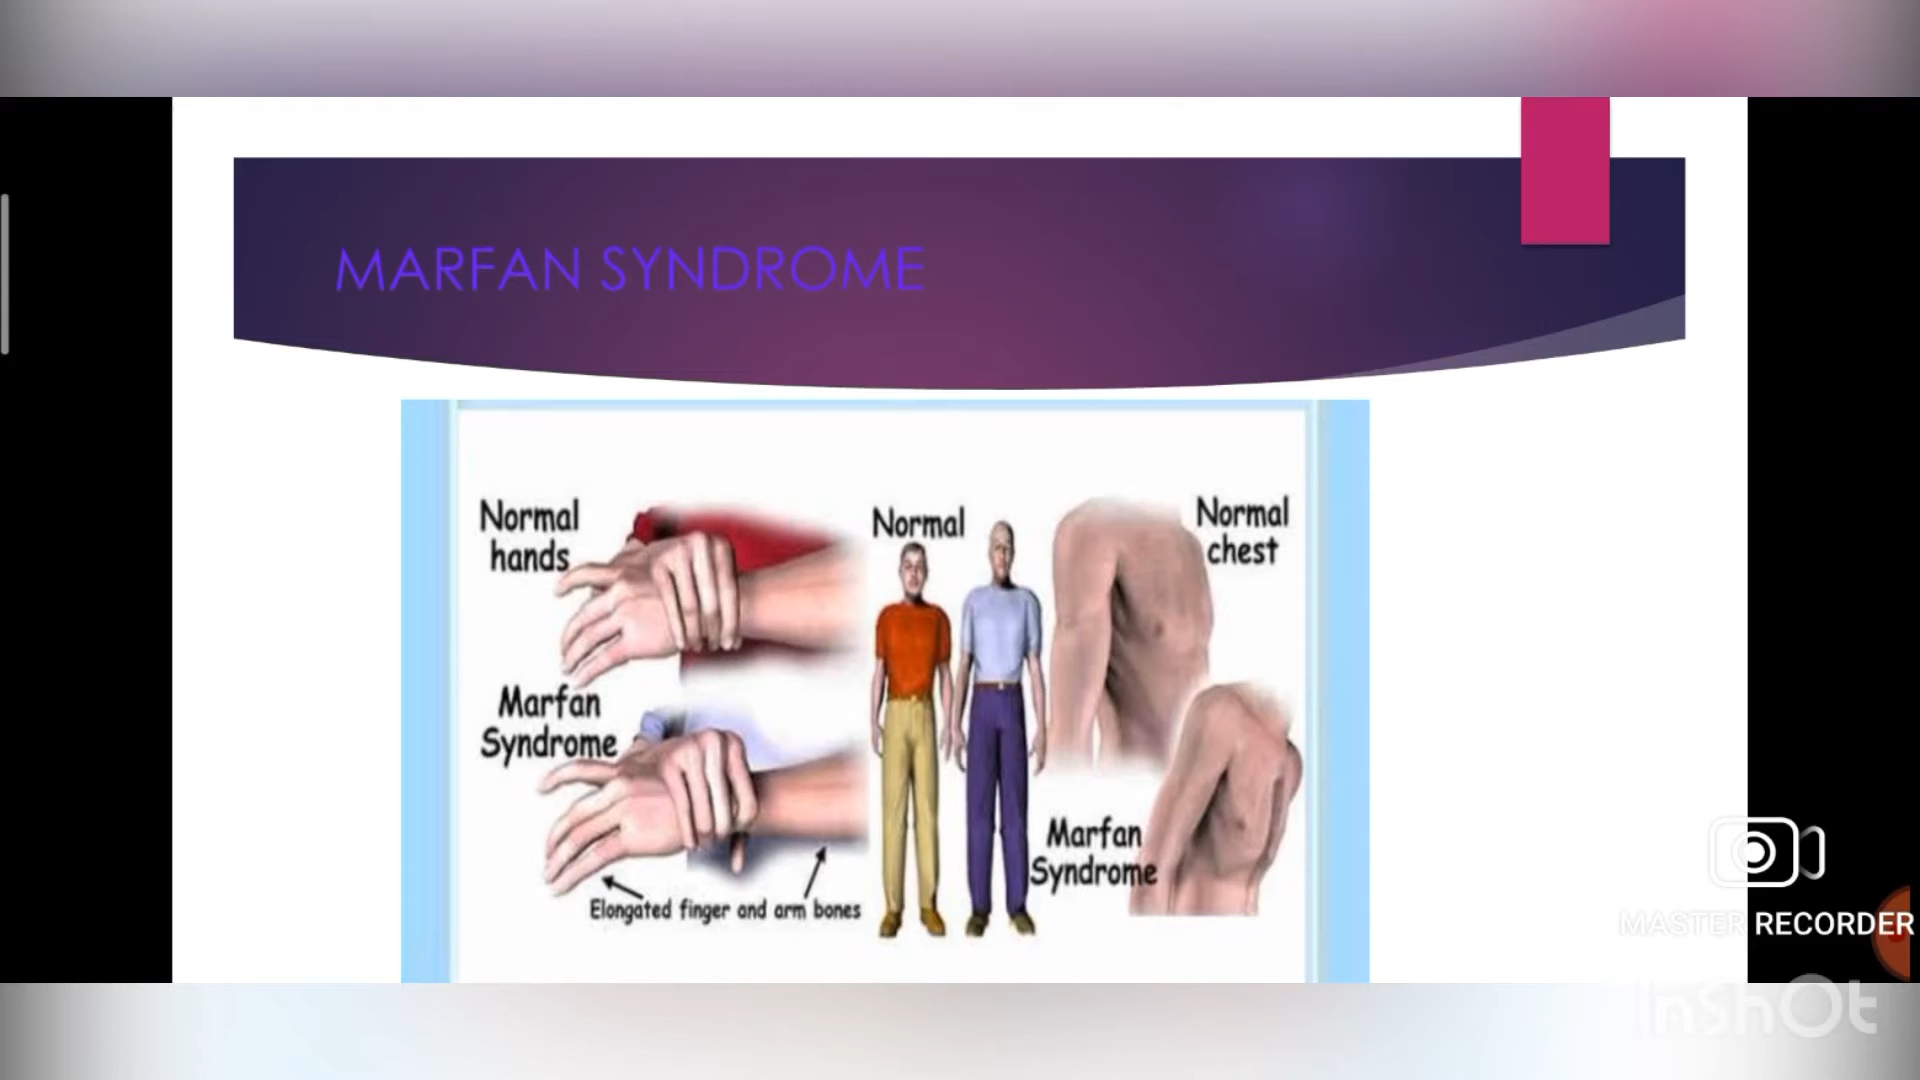 MARFAN SYNDROME
Normal
hands
Marfan
Syndrome
Elongated finger and arm bones
Normal
Normal
chest
Marfan
Syndrome
MASTER RECORDER
InShOt